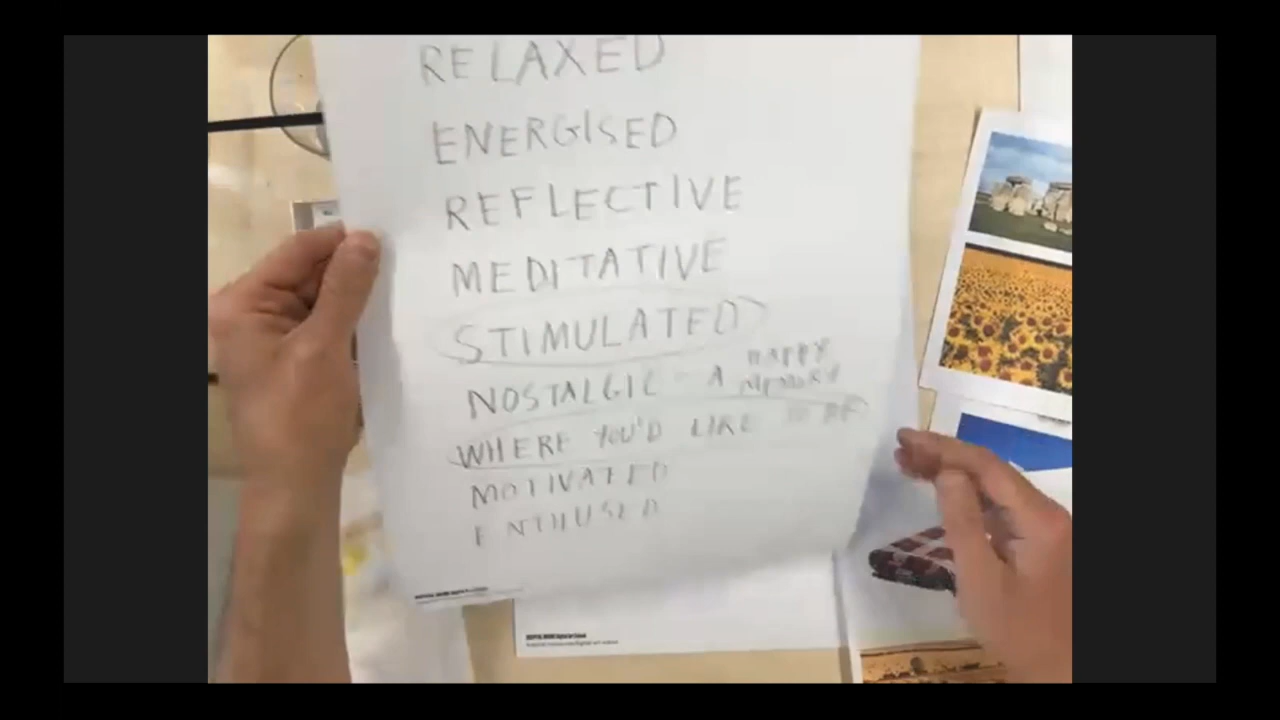 RELAXED
ENERGISED
REFLECTIVE
MEDITATIVE
STIMULATED
NOSTALGIC - A HAPPY MEMORY
WHERE YOU'D LIKE TO BE
MOTIVATED
ENTHUSED